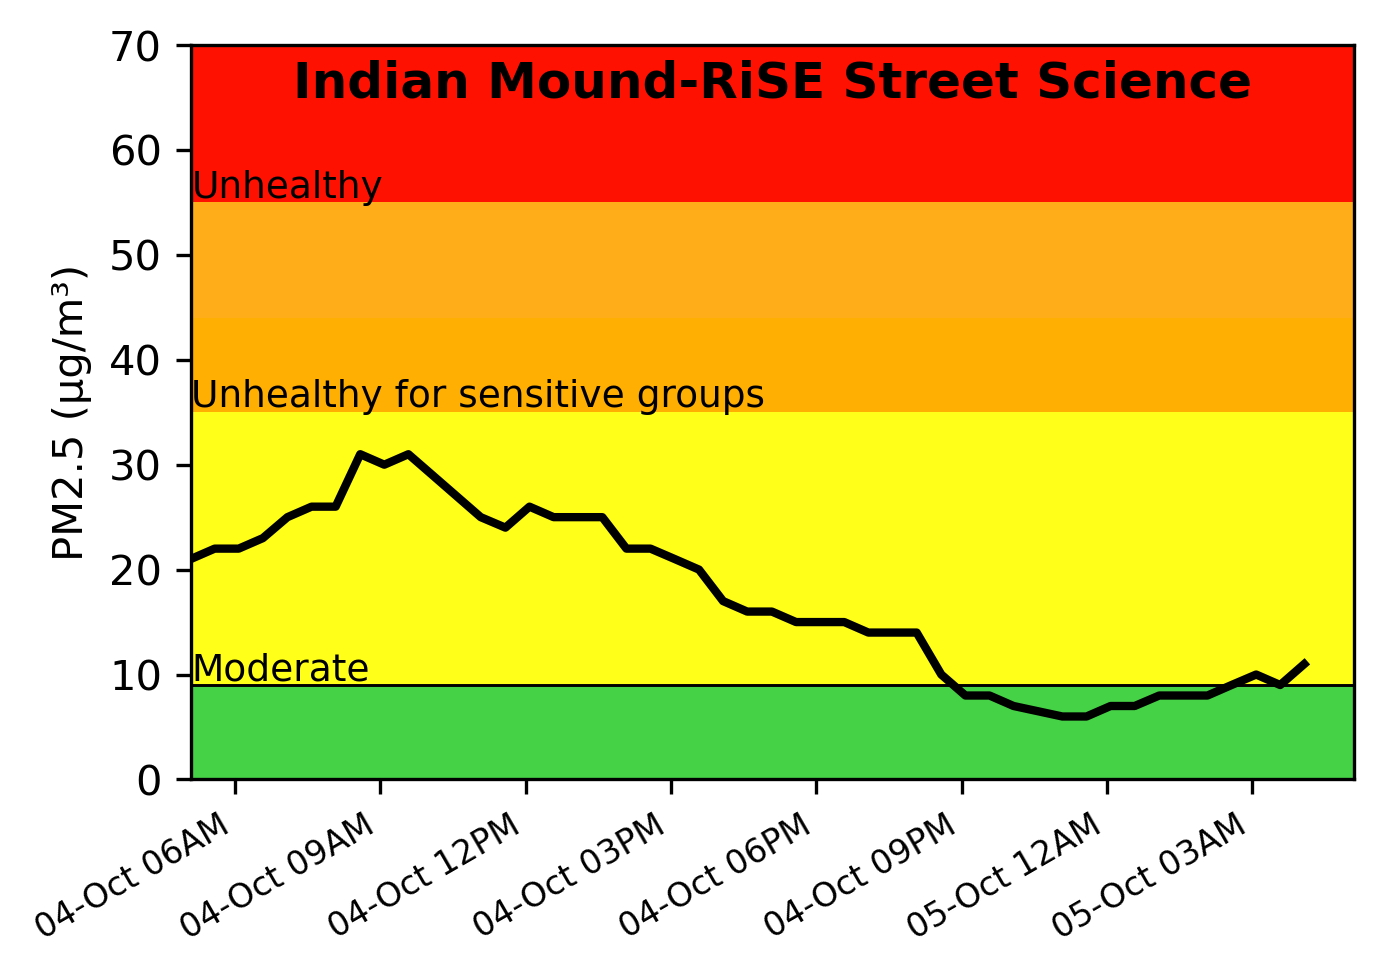 Indian Mound-RiSE Street Science
PM2.5 (µg/m³)
70
60
Unhealthy
50
40
Unhealthy for sensitive groups
30
20
10
Moderate
0
04-Oct 06AM
04-Oct 09AM
04-Oct 12PM
04-Oct 03PM
04-Oct 06PM
04-Oct 09PM
05-Oct 12AM
05-Oct 03AM